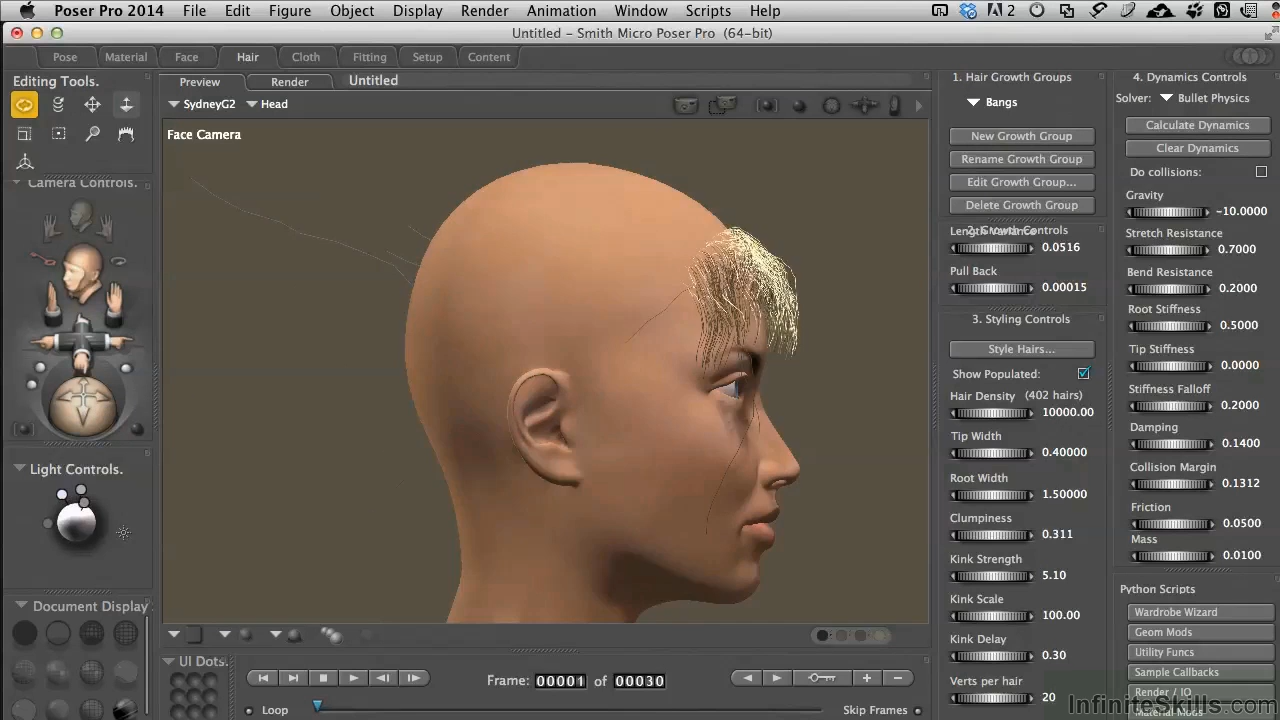 Poser Pro 2014 File Edit Figure Object Display Render Animation Window Scripts Help
2
Untitled - Smith Micro Poser Pro (64-bit)
Pose Material Face Hair Cloth Fitting Setup Content
Editing Tools.
Camera Controls.
Light Controls.
Document Display
Preview Render Untitled
SydneyG2 Head
Face Camera
UI Dots.
Frame: 00001 of 00030
Loop
Skip Frames
1. Hair Growth Groups
Bangs
New Growth Group
Rename Growth Group
Edit Growth Group...
Delete Growth Group
2. Growth Controls
Length Variance
0.0516
Pull Back
0.00015
3. Styling Controls
Style Hairs...
Show Populated:
Hair Density (402 hairs)
10000.00
Tip Width
0.40000
Root Width
1.50000
Clumpiness
0.311
Kink Strength
5.10
Kink Scale
100.00
Kink Delay
0.30
Verts per hair
20
4. Dynamics Controls
Solver: Bullet Physics
Calculate Dynamics
Clear Dynamics
Do collisions:
Gravity
-10.0000
Stretch Resistance
0.7000
Bend Resistance
0.2000
Root Stiffness
0.5000
Tip Stiffness
0.0000
Stiffness Falloff
0.2000
Damping
0.1400
Collision Margin
0.1312
Friction
0.0500
Mass
0.0100
Python Scripts
Wardrobe Wizard
Geom Mods
Utility Funcs
Sample Callbacks
Render / IO
Material Mods
InfiniteSkills.com